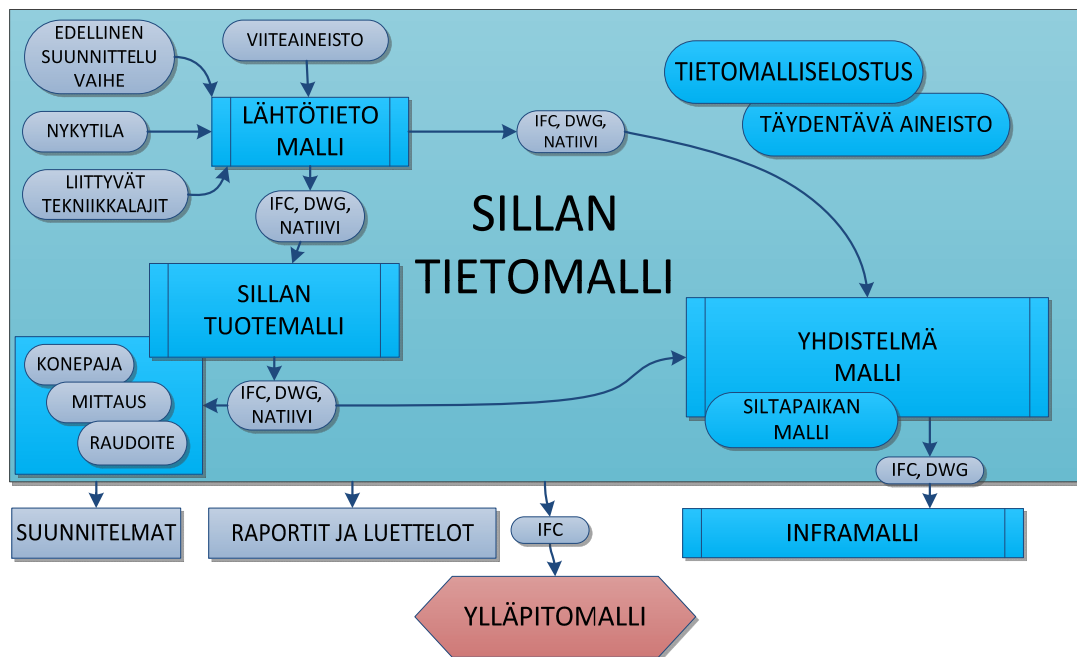 EDELLINEN
SUUNNITTELU
VAIHE
VIITEAINEISTO
NYKYTILA
LIITTYVÄT
TEKNIIKKALAJIT
LÄHTÖTIETO
MALLI
IFC, DWG,
NATIIVI
TIETOMALLISELOSTUS
TÄYDENTÄVÄ AINEISTO
IFC, DWG,
NATIIVI
SILLAN
TIETOMALLI
SILLAN
TUOTEMALLI
YHDISTELMÄ
MALLI
SILTAPAIKAN
MALLI
KONEPAJA
MITTAUS
RAUDOITE
IFC, DWG,
NATIIVI
IFC, DWG
SUUNNITELMAT
RAPORTIT JA LUETTELOT
IFC
INFRAMALLI
YLLÄPITOMALLI